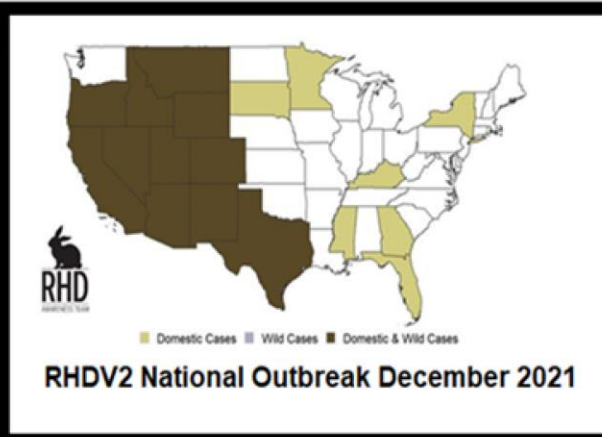 RHD
AWARENESS TEAM
Domestic Cases Wild Cases Domestic & Wild Cases
RHDV2 National Outbreak December 2021